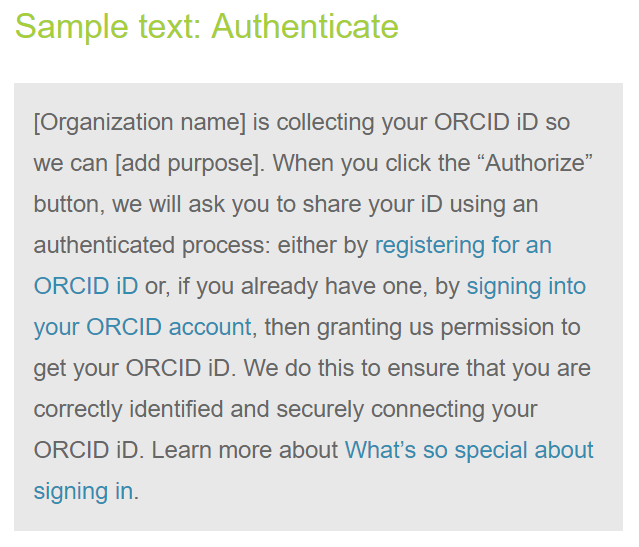 Sample text: Authenticate
[Organization name] is collecting your ORCID iD so
we can [add purpose]. When you click the “Authorize”
button, we will ask you to share your iD using an
authenticated process: either by registering for an
ORCID iD or, if you already have one, by signing into
your ORCID account, then granting us permission to
get your ORCID iD. We do this to ensure that you are
correctly identified and securely connecting your
ORCID iD. Learn more about What’s so special about
signing in.